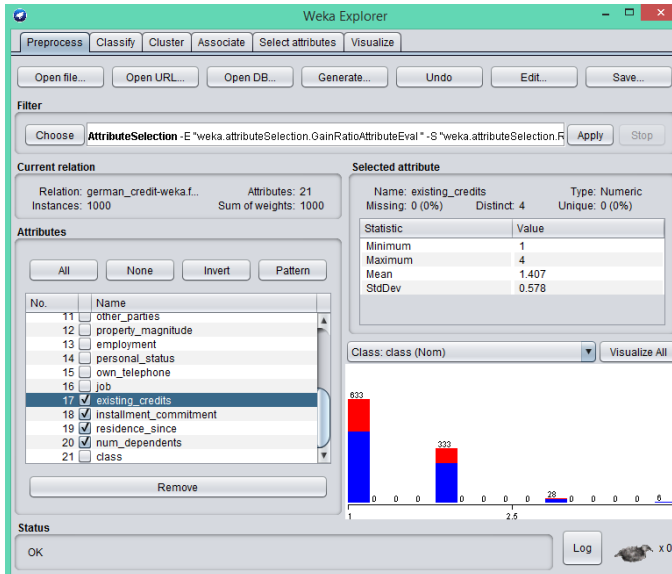 Weka Explorer
Preprocess Classify Cluster Associate Select attributes Visualize
Open file... Open URL... Open DB... Generate... Undo Edit... Save...
Filter
Choose AttributeSelection -E "weka.attributeSelection.GainRatioAttributeEval " -S "weka.attributeSelection.R Apply Stop
Current relation
Relation: german_credit-weka.f... Attributes: 21
Instances: 1000 Sum of weights: 1000
Selected attribute
Name: existing_credits Type: Numeric
Missing: 0 (0%) Distinct: 4 Unique: 0 (0%)
Statistic Value
Minimum 1
Maximum 4
Mean 1.407
StdDev 0.578
Attributes
All None Invert Pattern
No. Name
11 other_parties
12 property_magnitude
13 employment
14 personal_status
15 own_telephone
16 job
17 existing_credits
18 installment_commitment
19 residence_since
20 num_dependents
21 class
Remove
Class: class (Nom) Visualize All
633
333
28
0 0 0 0 0 0 0 0 0 0 0 6
1 2.5
Status
OK
Log x 0